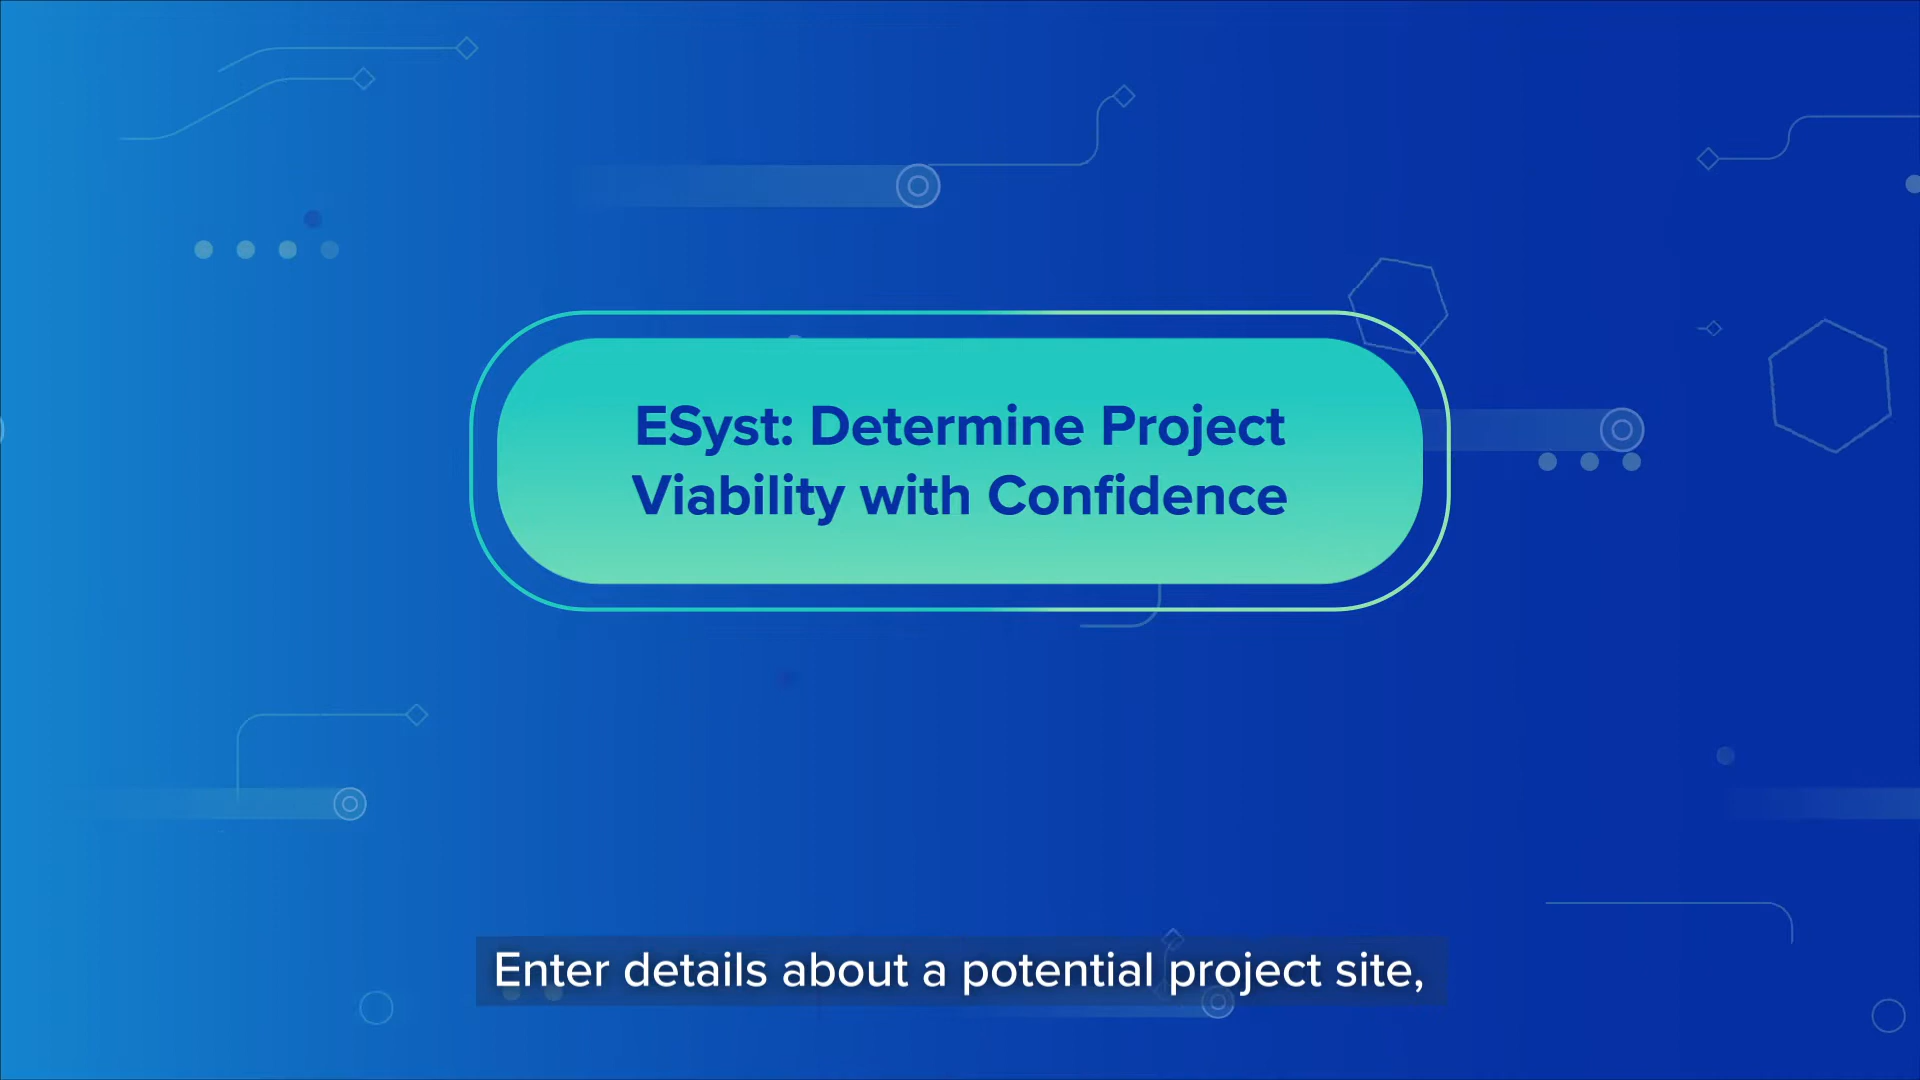 ESyst: Determine Project
Viability with Confidence
Enter details about a potential project site,